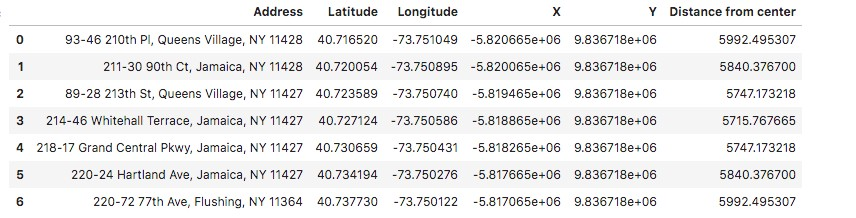 Address Latitude Longitude X Y Distance from center
0 93-46 210th Pl, Queens Village, NY 11428 40.716520 -73.751049 -5.820665e+06 9.836718e+06 5992.495307
1 211-30 90th Ct, Jamaica, NY 11428 40.720054 -73.750895 -5.820065e+06 9.836718e+06 5840.376700
2 89-28 213th St, Queens Village, NY 11427 40.723589 -73.750740 -5.819465e+06 9.836718e+06 5747.173218
3 214-46 Whitehall Terrace, Jamaica, NY 11427 40.727124 -73.750586 -5.818865e+06 9.836718e+06 5715.767665
4 218-17 Grand Central Pkwy, Jamaica, NY 11427 40.730659 -73.750431 -5.818265e+06 9.836718e+06 5747.173218
5 220-24 Hartland Ave, Jamaica, NY 11427 40.734194 -73.750276 -5.817665e+06 9.836718e+06 5840.376700
6 220-72 77th Ave, Flushing, NY 11364 40.737730 -73.750122 -5.817065e+06 9.836718e+06 5992.495307